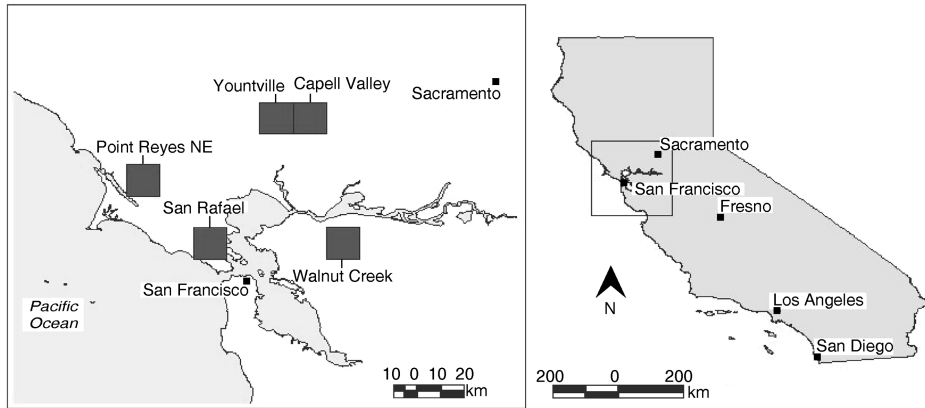 Yountville Capell Valley
Sacramento
Point Reyes NE
San Rafael
Walnut Creek
San Francisco
Pacific
Ocean
10 0 10 20
km
Sacramento
San Francisco
Fresno
N
Los Angeles
San Diego
200 0 200
km